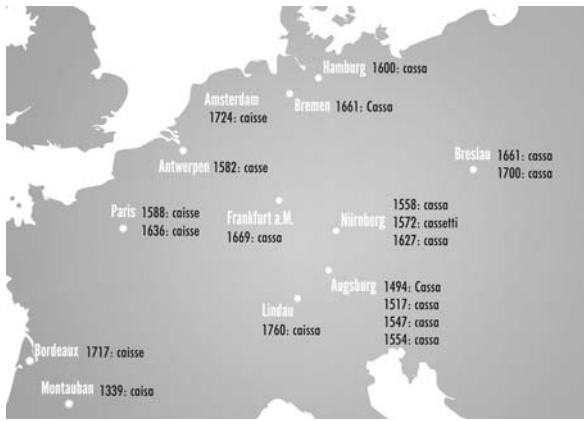 Hamburg 1600: cassa
Amsterdam
1724: caisse
Bremen 1661: Cassa
Antwerpen 1582: casse
Breslau 1661: cassa
1700: cassa
Paris 1588: caisse
1636: caisse
Frankfurt a.M.
1669: cassa
1558: cassa
Nürnberg 1572: cassetti
1627: cassa
Augsburg 1494: Cassa
1517: cassa
1547: cassa
1554: cassa
Lindau
1760: caissa
Bordeaux 1717: caisse
Montauban 1339: caisa